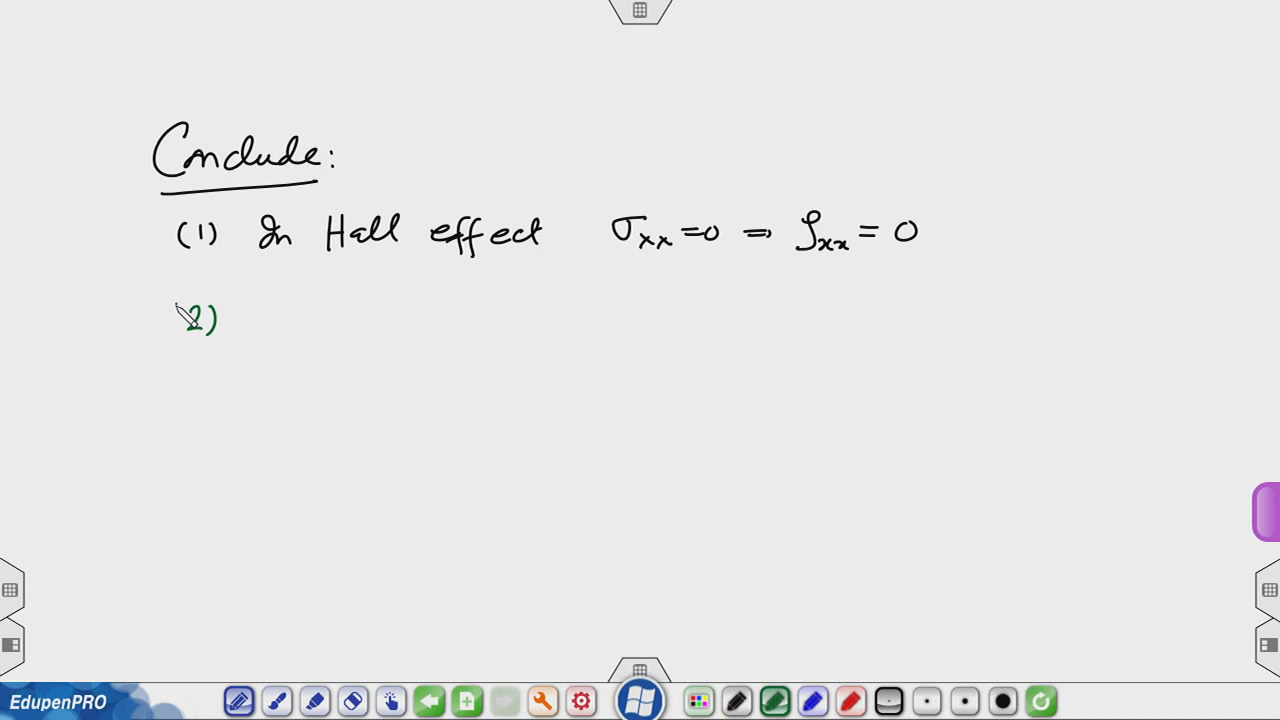 Conclude:
(1) In Hall effect σxx = 0 ⇒ ρxx = 0
2)
EdupenPRO